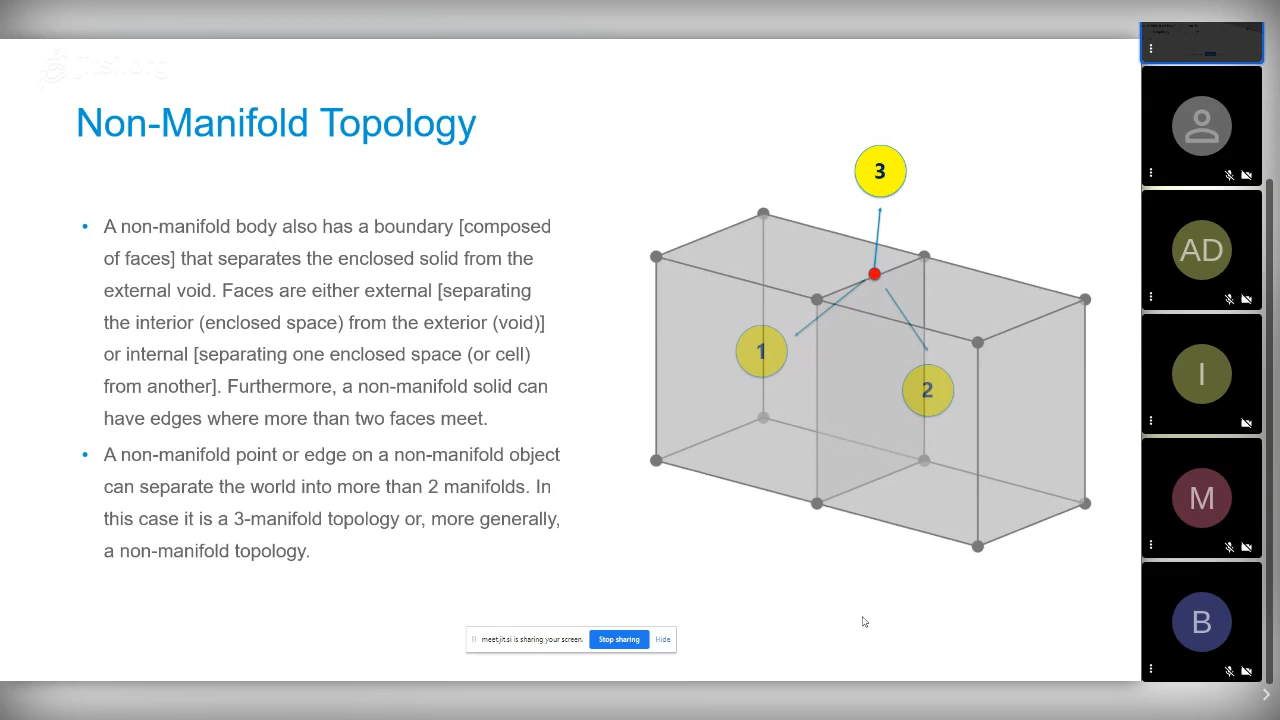 jitsi.org
Non-Manifold Topology
• A non-manifold body also has a boundary [composed
of faces] that separates the enclosed solid from the
external void. Faces are either external [separating
the interior (enclosed space) from the exterior (void)]
or internal [separating one enclosed space (or cell)
from another]. Furthermore, a non-manifold solid can
have edges where more than two faces meet.
• A non-manifold point or edge on a non-manifold object
can separate the world into more than 2 manifolds. In
this case it is a 3-manifold topology or, more generally,
a non-manifold topology.
3
1
2
meet.jit.si is sharing your screen. Stop sharing Hide
AD
I
M
B